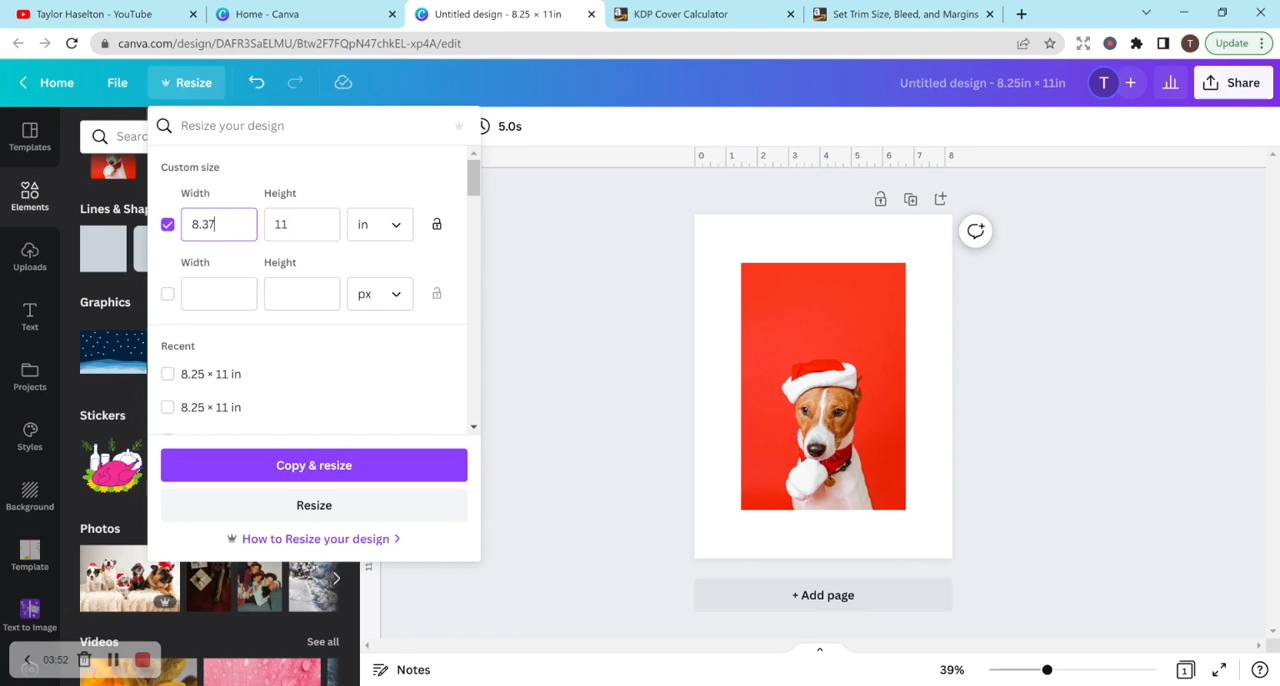 Taylor Haselton - YouTube
Home - Canva
Untitled design - 8.25 × 11in
KDP Cover Calculator
Set Trim Size, Bleed, and Margins
canva.com/design/DAFR3SaELMU/Btw2F7FQpN47chkEL-xp4A/edit
T
Update
Home
File
Resize
Untitled design - 8.25in × 11in
T
Share
Templates
Elements
Uploads
Text
Projects
Styles
Background
Template
Text to Image
Sear
Lines & Shap
Graphics
Stickers
Photos
Videos
See all
Resize your design
Custom size
Width
Height
8.37
11
in
Width
Height
px
Recent
8.25 × 11 in
8.25 × 11 in
Copy & resize
Resize
How to Resize your design
5.0s
0 1 2 3 4 5 6 7 8
11
+ Add page
03:52
Notes
39%
1